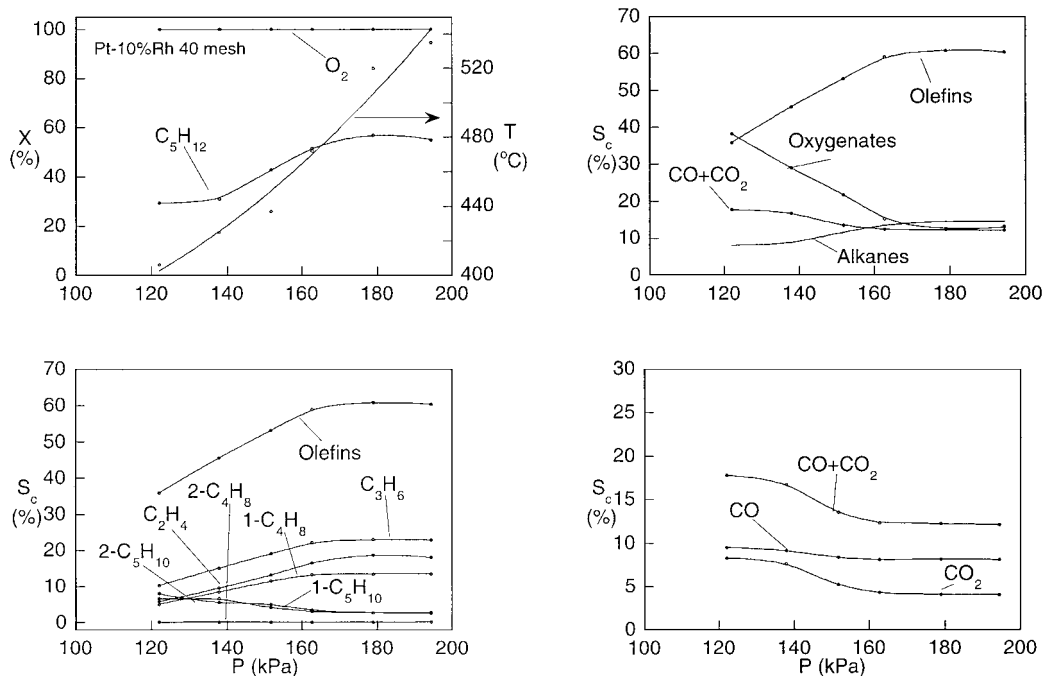 100
80
60
40
20
0
X
(%)
Pt-10%Rh 40 mesh
O2
C5H12
520
480
440
400
T
(°C)
100 120 140 160 180 200
70
60
50
40
30
20
10
0
Sc
(%)
Olefins
Oxygenates
CO+CO2
Alkanes
100 120 140 160 180 200
70
60
50
40
30
20
10
0
Sc
(%)
Olefins
2-C4H8
C3H6
C2H4
1-C4H8
2-C5H10
1-C5H10
100 120 140 160 180 200
P (kPa)
30
25
20
15
10
5
0
Sc
(%)
CO+CO2
CO
CO2
100 120 140 160 180 200
P (kPa)